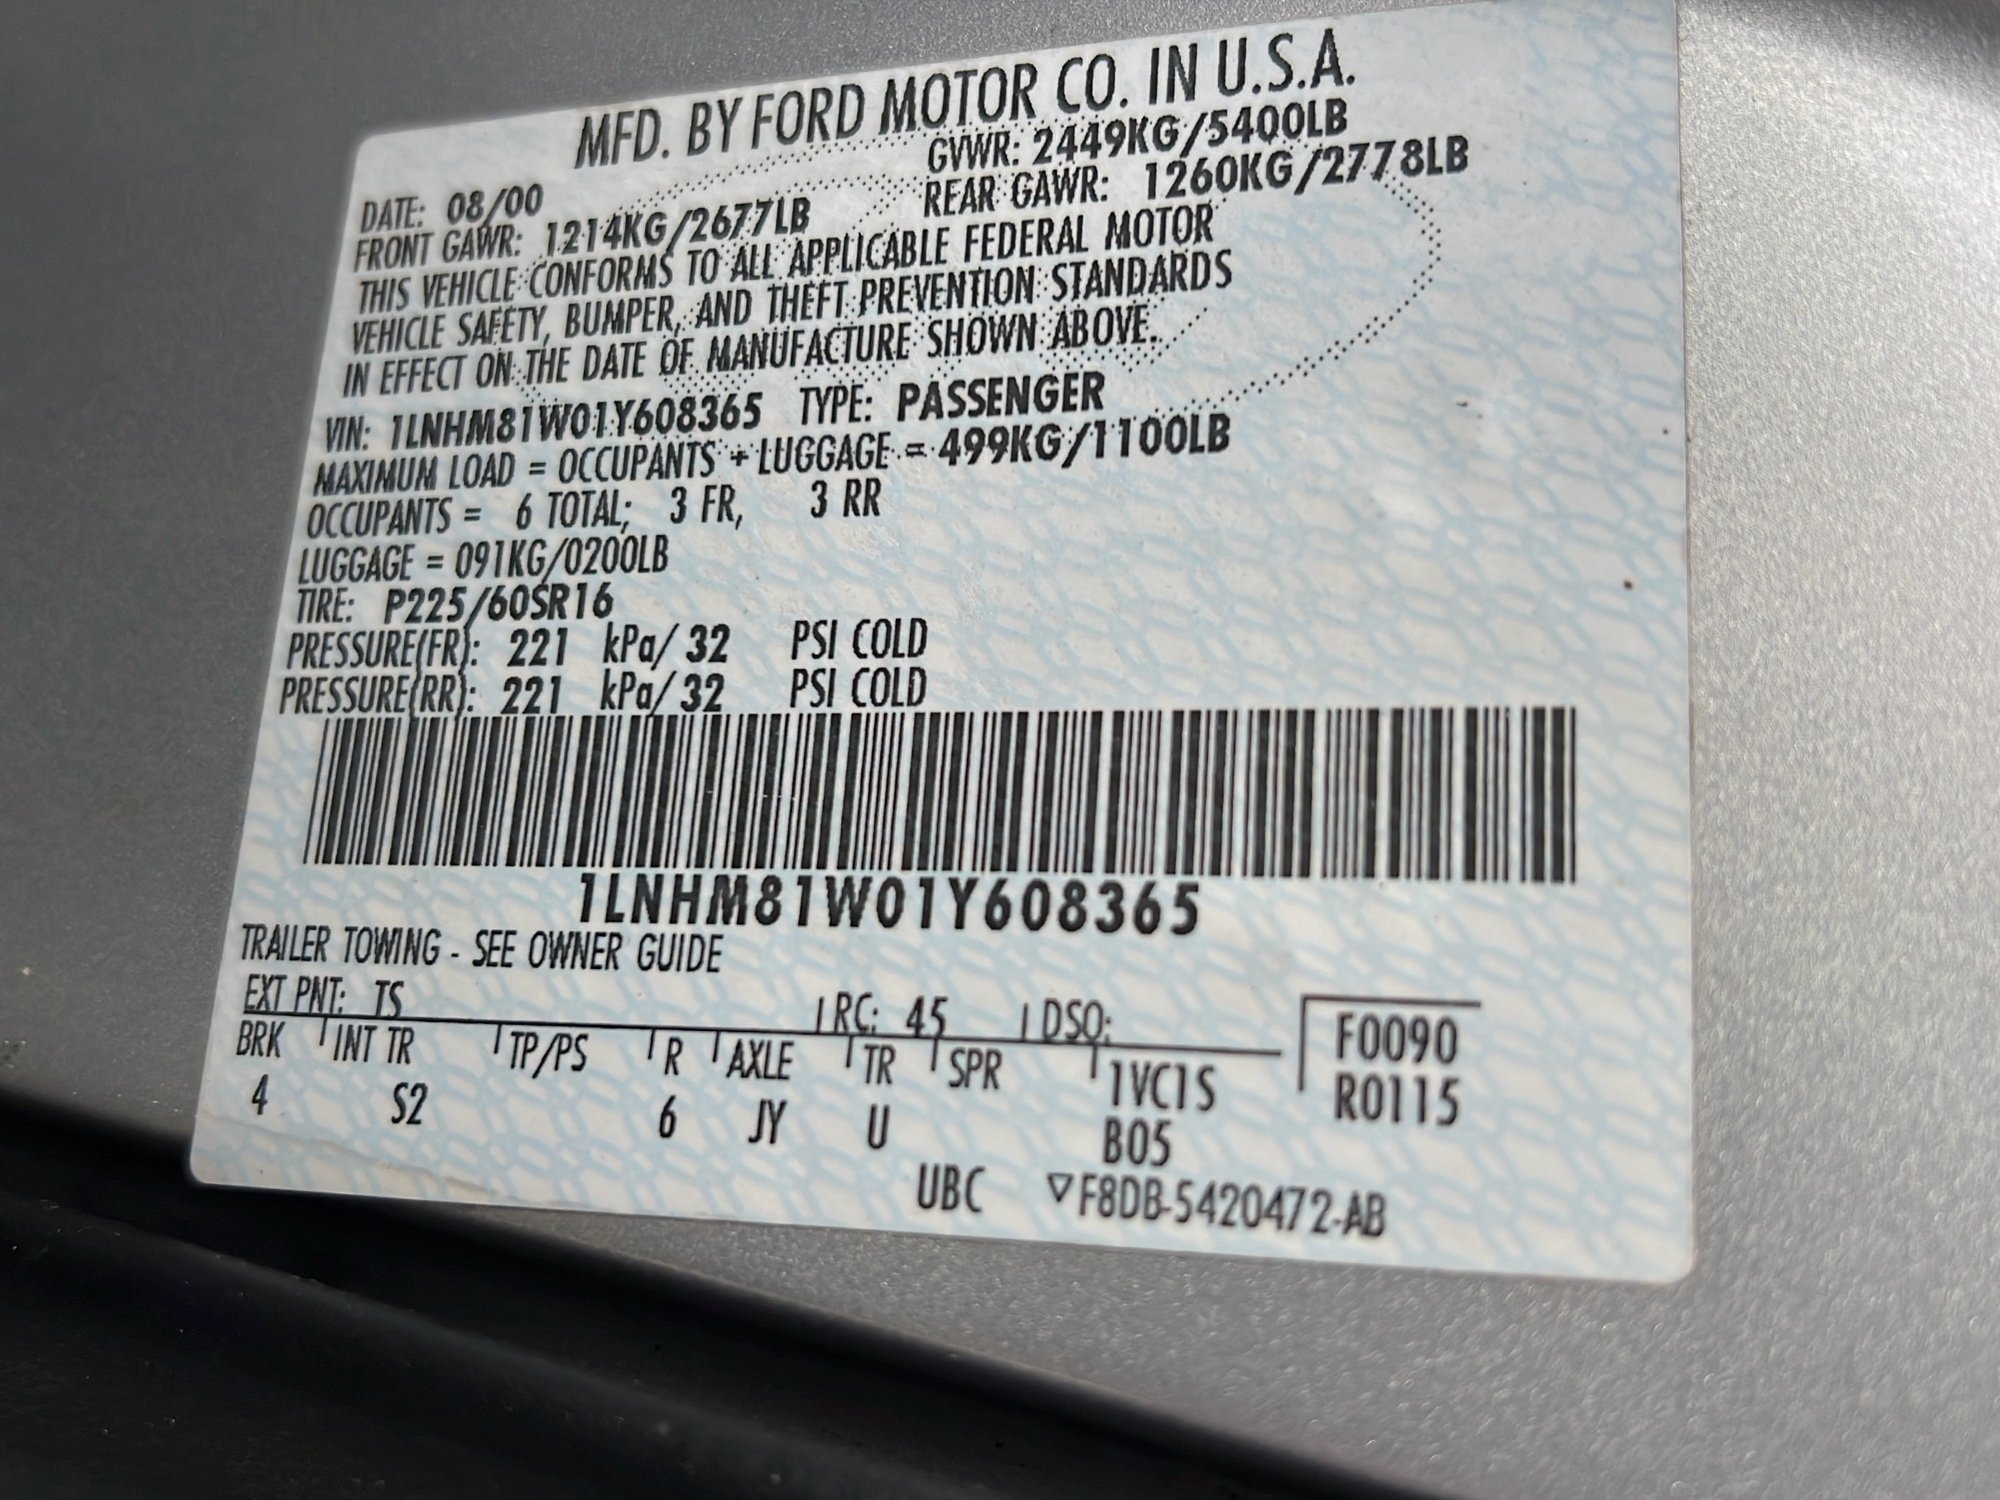 MFD. BY FORD MOTOR CO. IN U.S.A.
DATE: 08/00 GVWR: 2449KG/5400LB
FRONT GAWR: 1214KG/2677LB REAR GAWR: 1260KG/2778LB
THIS VEHICLE CONFORMS TO ALL APPLICABLE FEDERAL MOTOR
VEHICLE SAFETY, BUMPER, AND THEFT PREVENTION STANDARDS
IN EFFECT ON THE DATE OF MANUFACTURE SHOWN ABOVE.
VIN: 1LNHM81W01Y608365 TYPE: PASSENGER
MAXIMUM LOAD = OCCUPANTS + LUGGAGE = 499KG/1100LB
OCCUPANTS = 6 TOTAL; 3 FR, 3 RR
LUGGAGE = 091KG/0200LB
TIRE: P225/60SR16
PRESSURE(FR): 221 kPa/ 32 PSI COLD
PRESSURE(RR): 221 kPa/ 32 PSI COLD
1LNHM81W01Y608365
TRAILER TOWING - SEE OWNER GUIDE
EXT PNT: TS RC: 45 DSO: F0090
BRK INT TR TP/PS R AXLE TR SPR 1VC1S R0115
4 S2 6 JY U B05
UBC ▽F8DB-5420472-AB